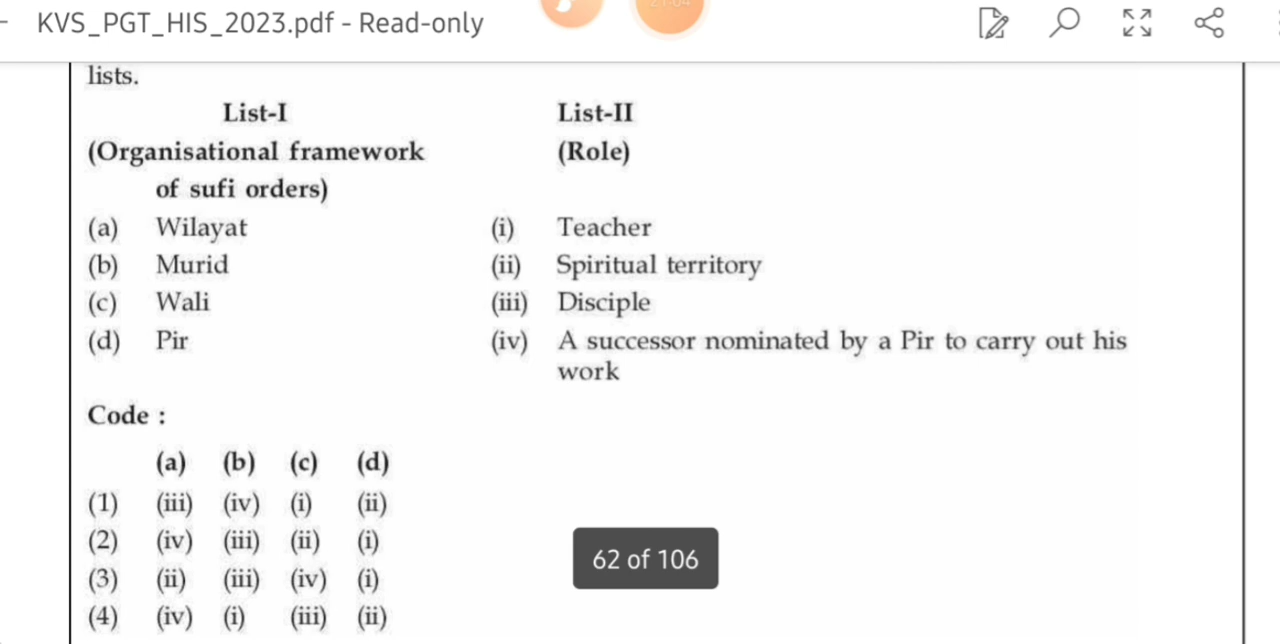 KVS_PGT_HIS_2023.pdf - Read-only
21:04
lists.
List-I List-II
(Organisational framework (Role)
of sufi orders)
(a) Wilayat (i) Teacher
(b) Murid (ii) Spiritual territory
(c) Wali (iii) Disciple
(d) Pir (iv) A successor nominated by a Pir to carry out his
work
Code :
(a) (b) (c) (d)
(1) (iii) (iv) (i) (ii)
(2) (iv) (iii) (ii) (i)
(3) (ii) (iii) (iv) (i)
(4) (iv) (i) (iii) (ii)
62 of 106